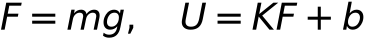 F = mg, U = KF + b